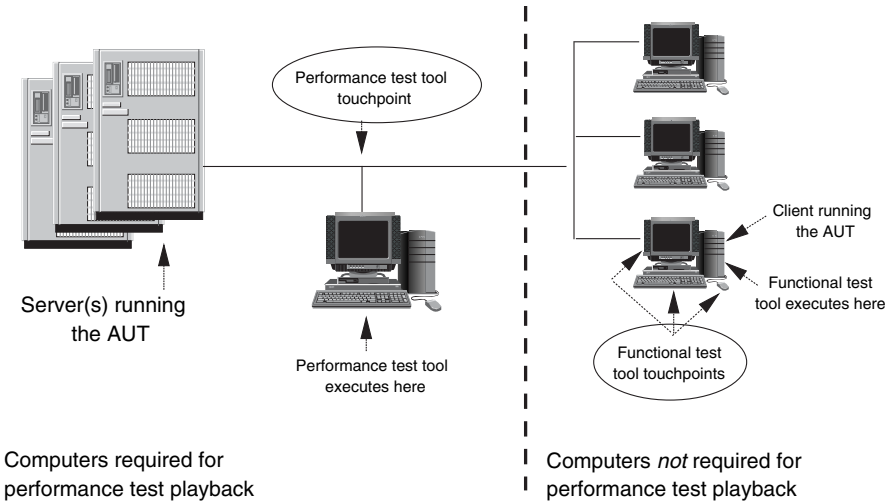 Performance test tool
touchpoint
Client running
the AUT
Functional test
tool executes here
Server(s) running
the AUT
Performance test tool
executes here
Functional test
tool touchpoints
Computers required for
performance test playback
Computers not required for
performance test playback